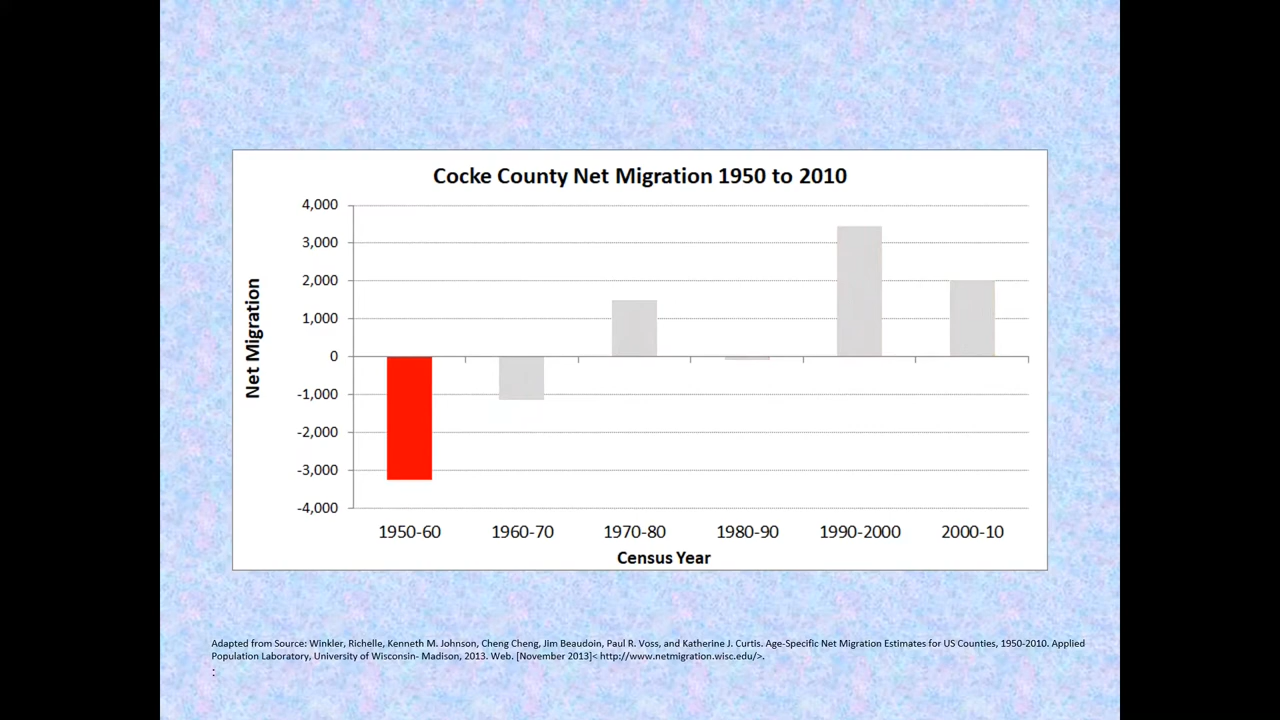 Cocke County Net Migration 1950 to 2010
4,000
3,000
2,000
1,000
0
-1,000
-2,000
-3,000
-4,000
Net Migration
1950-60 1960-70 1970-80 1980-90 1990-2000 2000-10
Census Year
Adapted from Source: Winkler, Richelle, Kenneth M. Johnson, Cheng Cheng, Jim Beaudoin, Paul R. Voss, and Katherine J. Curtis. Age-Specific Net Migration Estimates for US Counties, 1950-2010. Applied
Population Laboratory, University of Wisconsin- Madison, 2013. Web. [November 2013]< http://www.netmigration.wisc.edu/>.
: